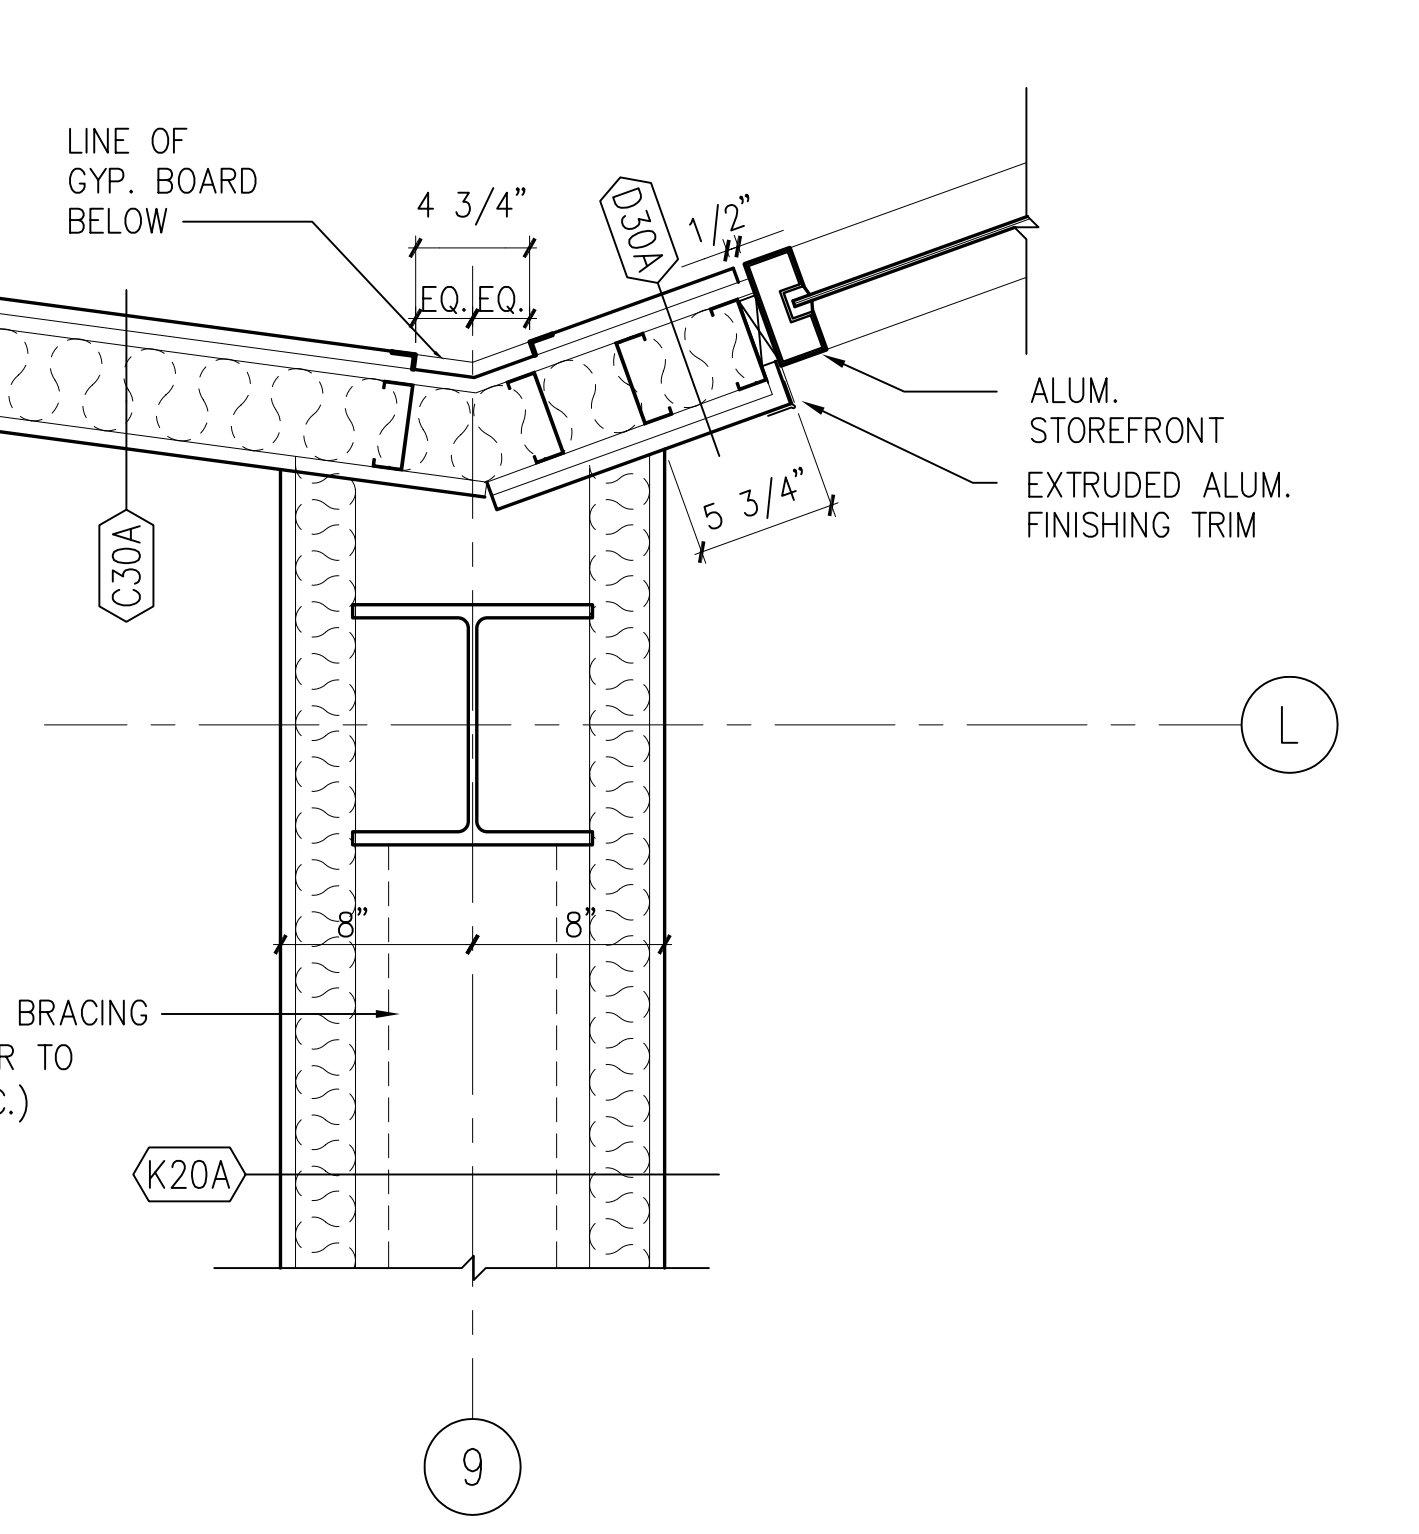 LINE OF
GYP. BOARD
BELOW
4 3/4"
EQ. EQ.
D30A
1/2"
ALUM.
STOREFRONT
EXTRUDED ALUM.
FINISHING TRIM
5 3/4"
C30A
L
8" 8"
BRACING
R TO
C.)
K20A
9